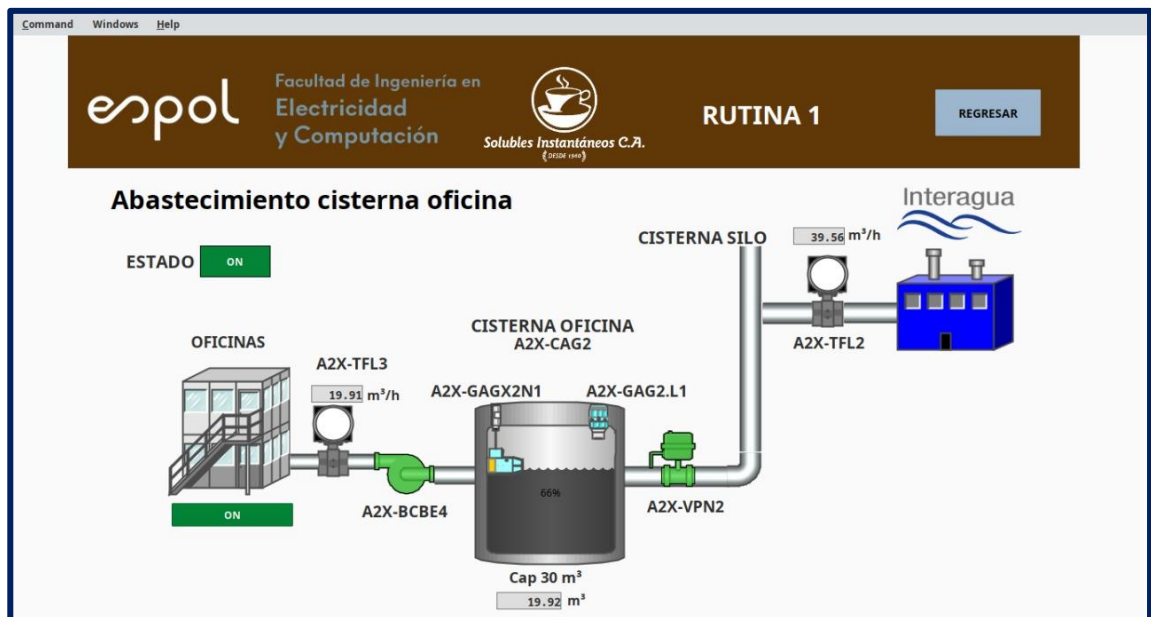 Command Windows Help
espol
Facultad de Ingeniería en
Electricidad
y Computación
Solubles Instantáneos C.A.
DESDE 1960
RUTINA 1
REGRESAR
Abastecimiento cisterna oficina
Interagua
CISTERNA SILO
39.56 m³/h
ESTADO ON
CISTERNA OFICINA
A2X-CAG2
OFICINAS
A2X-TFL2
A2X-TFL3
19.91 m³/h
A2X-GAGX2N1
A2X-GAG2.L1
66%
A2X-BCBE4
A2X-VPN2
ON
Cap 30 m³
19.92 m³